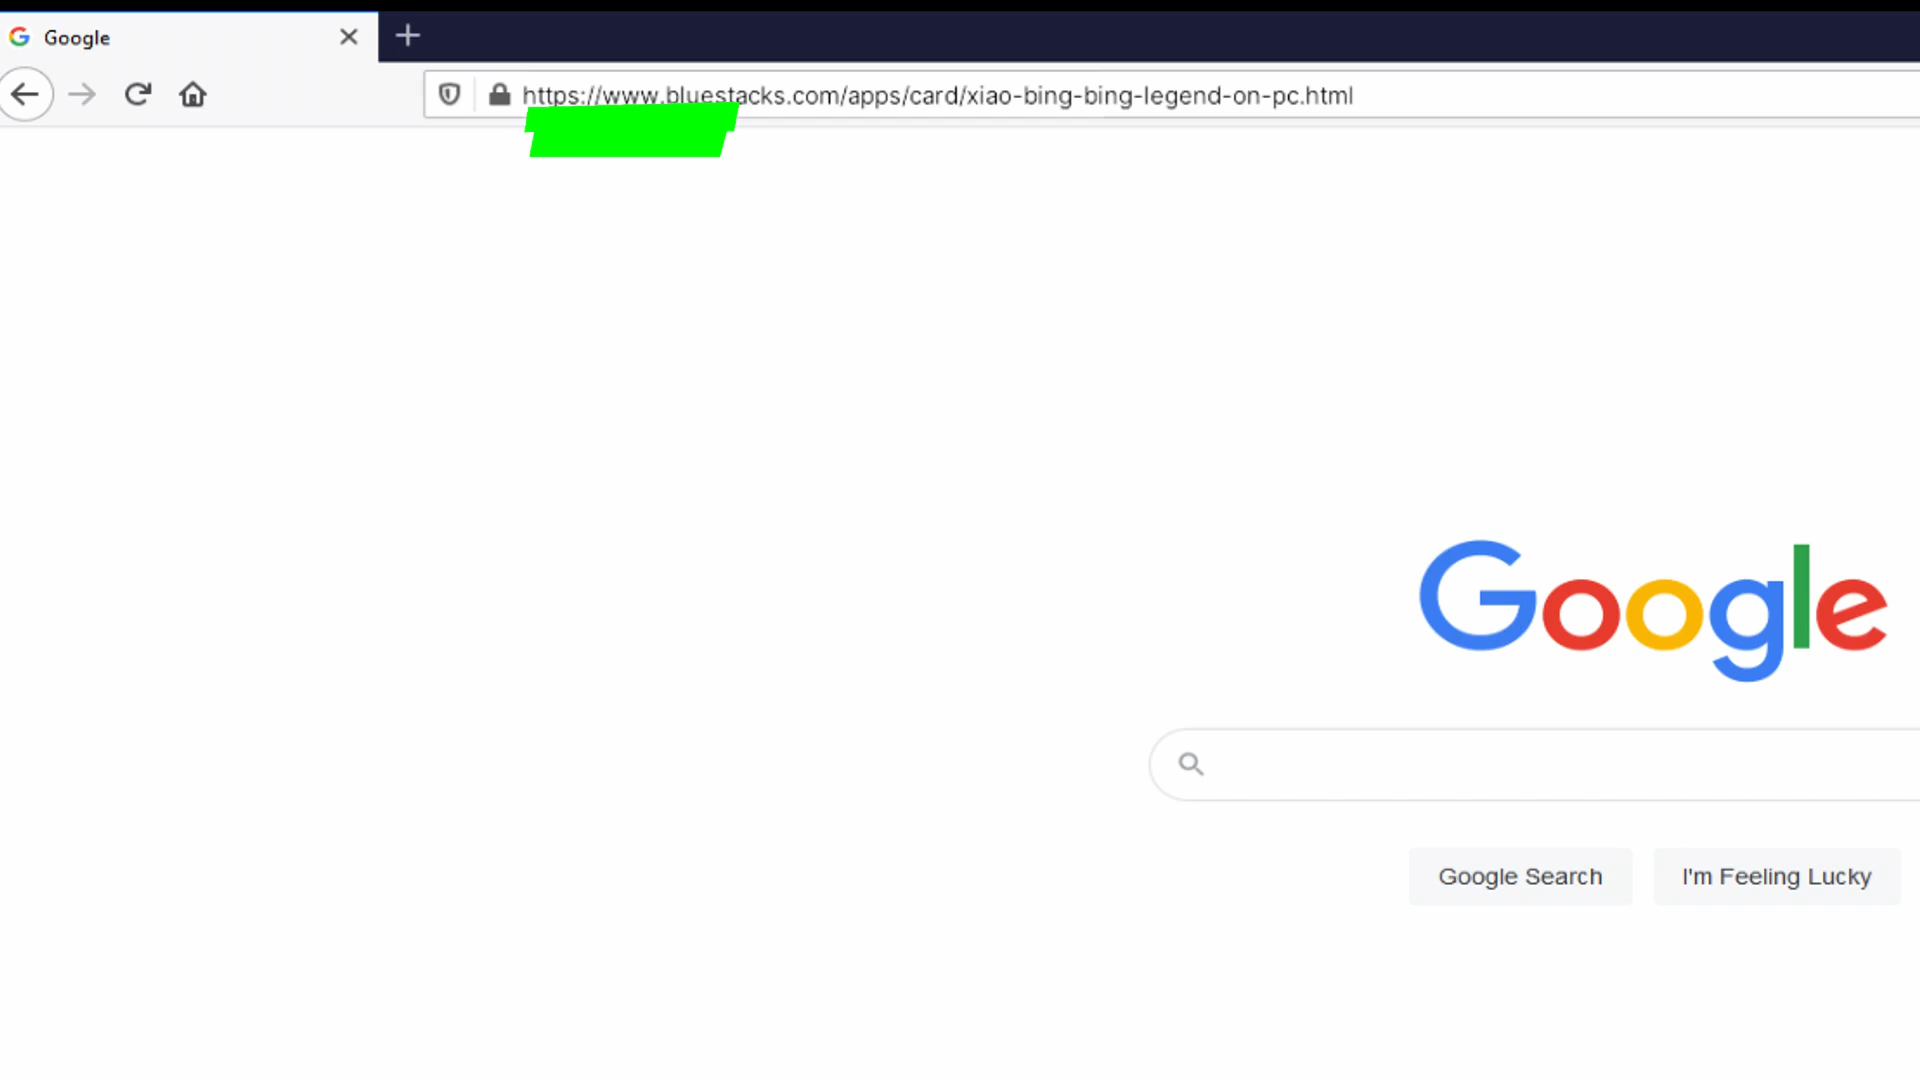 Google
https://www.bluestacks.com/apps/card/xiao-bing-bing-legend-on-pc.html
Google
Google Search
I'm Feeling Lucky